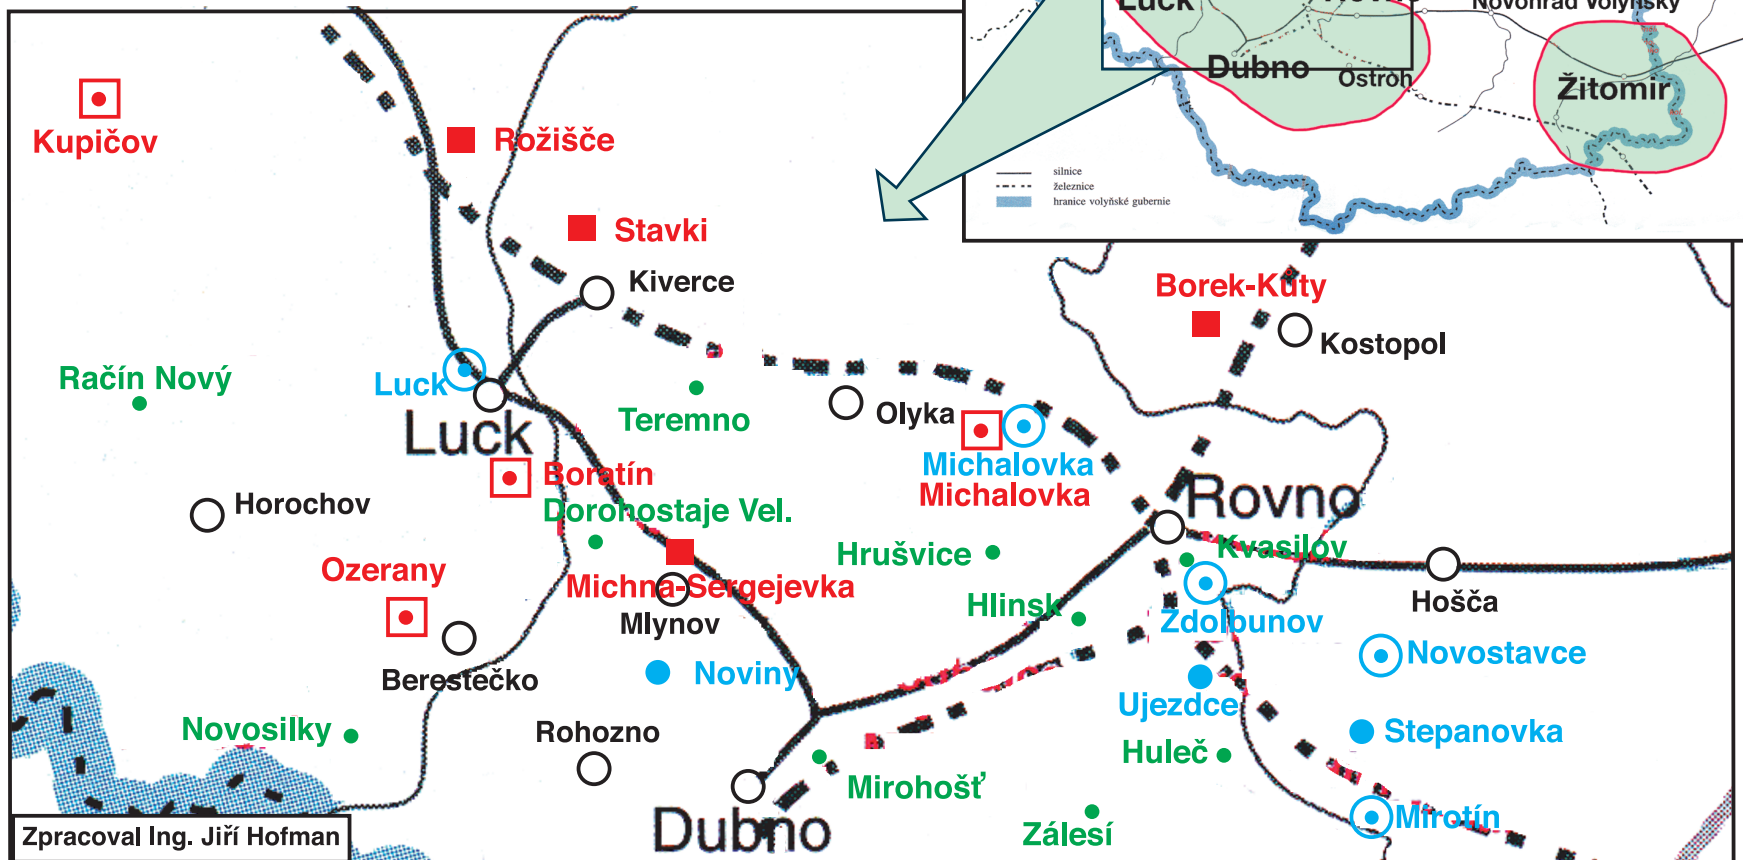 Luck
Novohrad Volyňský
Dubno
Ostroh
Žitomir
silnice
železnice
hranice volyňské gubernie
Kupičov
Rožišče
Stavki
Kiverce
Borek-Kuty
Kostopol
Račín Nový
Luck
Luck
Teremno
Olyka
Michalovka
Michalovka
Boratín
Dorohostaje Vel.
Horochov
Rovno
Hrušvice
Kvasilov
Ozerany
Michna-Sergejevka
Hlinsk
Hošča
Mlynov
Zdolbunov
Novostavce
Berestečko
Noviny
Ujezdce
Novosilky
Rohozno
Stepanovka
Huleč
Mirohošť
Dubno
Zálesí
Mirotín
Zpracoval Ing. Jiří Hofman